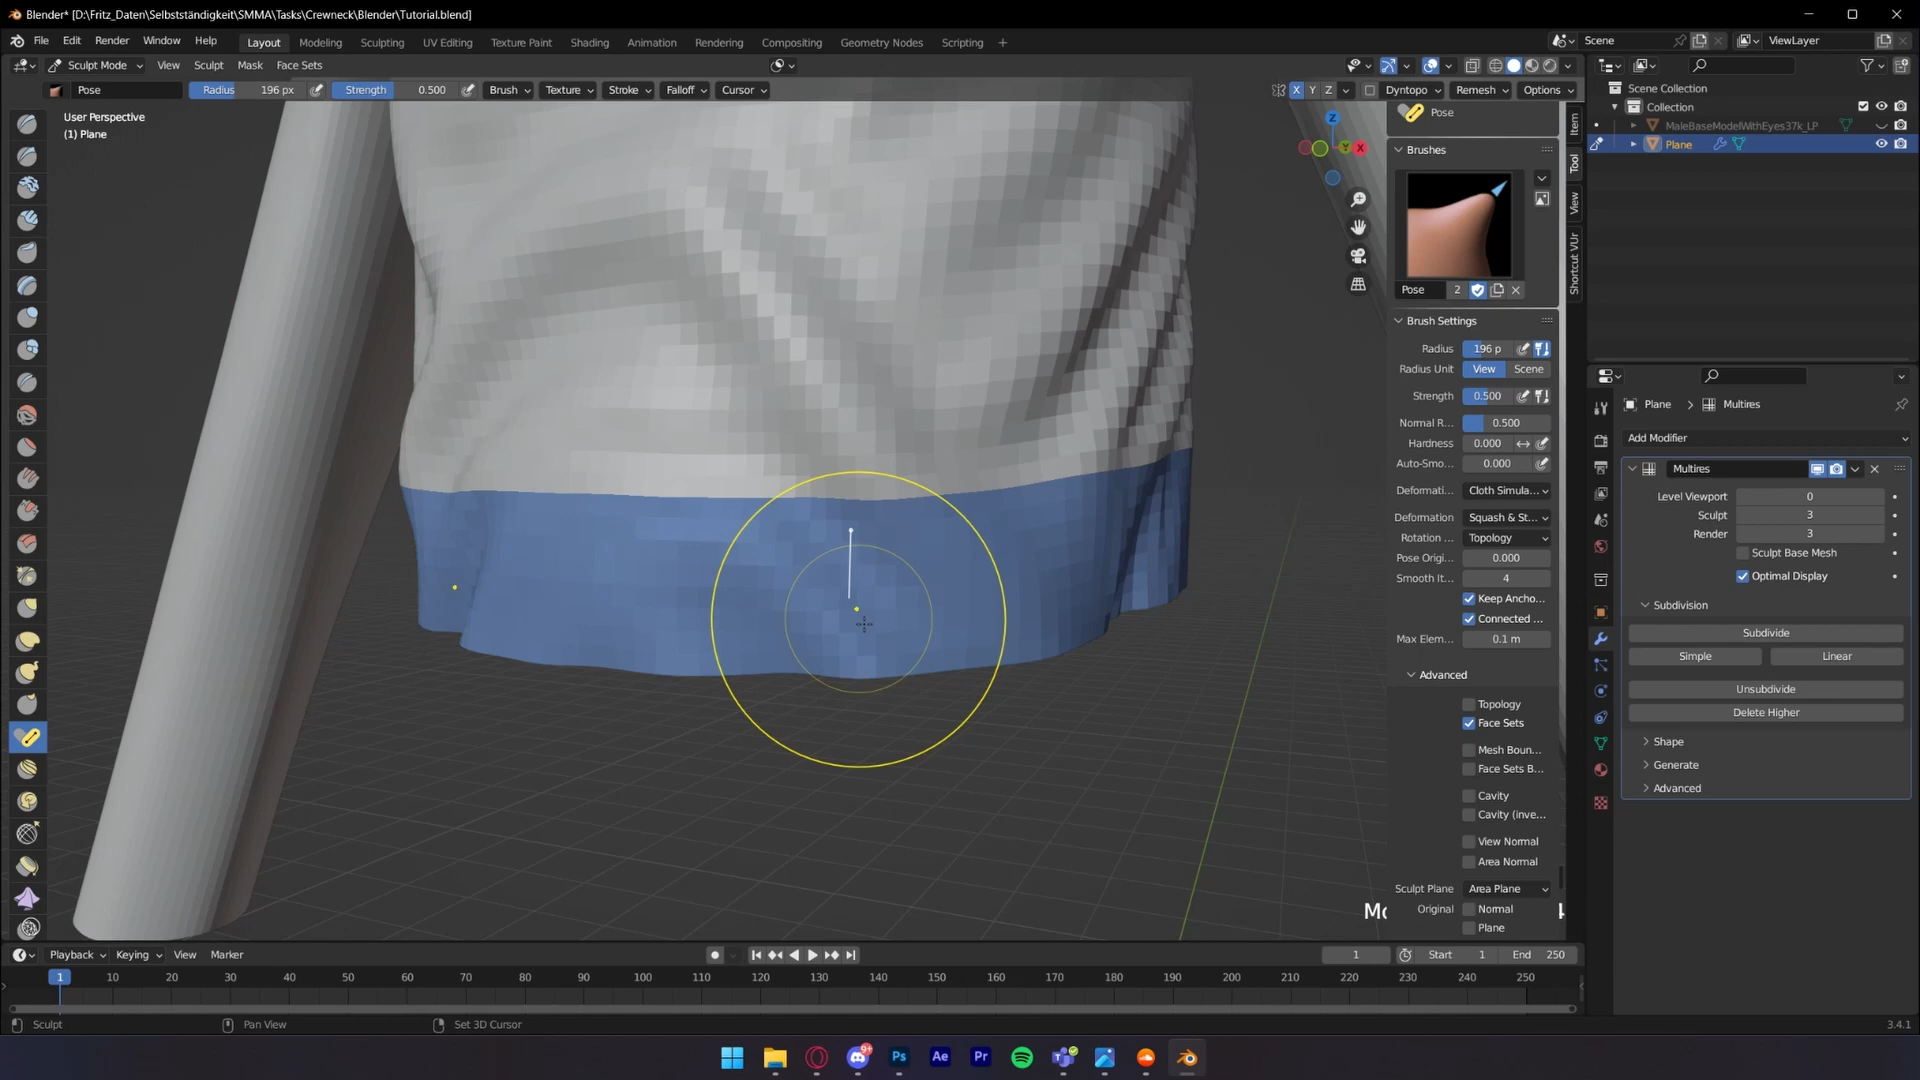 Blender* [D:\Fritz_Daten\Selbstständigkeit\SMMA\Tasks\Crewneck\Blender\Tutorial.blend]
File Edit Render Window Help Layout Modeling Sculpting UV Editing Texture Paint Shading Animation Rendering Compositing Geometry Nodes Scripting + Scene ViewLayer
Sculpt Mode View Sculpt Mask Face Sets
Pose Radius 196 px Strength 0.500 Brush Texture Stroke Falloff Cursor X Y Z Dyntopo Remesh Options
User Perspective
(1) Plane
Z
Y X
Pose
Brushes
Pose 2
Brush Settings
Radius 196 p
Radius Unit View Scene
Strength 0.500
Normal R... 0.500
Hardness 0.000
Auto-Smo... 0.000
Deformati... Cloth Simula...
Deformation Squash & St...
Rotation ... Topology
Pose Origi... 0.000
Smooth It... 4
Keep Ancho...
Connected ...
Max Elem... 0.1 m
Advanced
Topology
Face Sets
Mesh Boun...
Face Sets B...
Cavity
Cavity (inve...
View Normal
Area Normal
Sculpt Plane Area Plane
Original Normal
Plane
Item
Tool
View
Shortcut VUr
Scene Collection
Collection
MaleBaseModelWithEyes37k_LP
Plane
Plane > Multires
Add Modifier
Multires
Level Viewport 0
Sculpt 3
Render 3
Sculpt Base Mesh
Optimal Display
Subdivision
Subdivide
Simple Linear
Unsubdivide
Delete Higher
Shape
Generate
Advanced
Playback Keying View Marker 1 Start 1 End 250
1 10 20 30 40 50 60 70 80 90 100 110 120 130 140 150 160 170 180 190 200 210 220 230 240 250
Sculpt Pan View Set 3D Cursor 3.4.1
9+ Ps Ae Pr